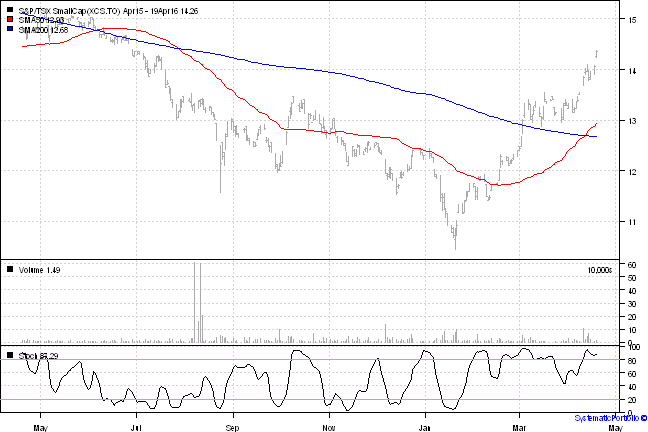 S&P/TSX SmallCap(XCS.TO) Apr15 - 19Apr16 14.26
SMA50 12.93
SMA200 12.68
15
14
13
12
11
Volume 1.49
10,000s
60
50
40
30
20
10
0
Stoch 87.29
100
80
60
40
20
0
May
Jul
Sep
Nov
Jan
Mar
May
SystematicPortfolio ©